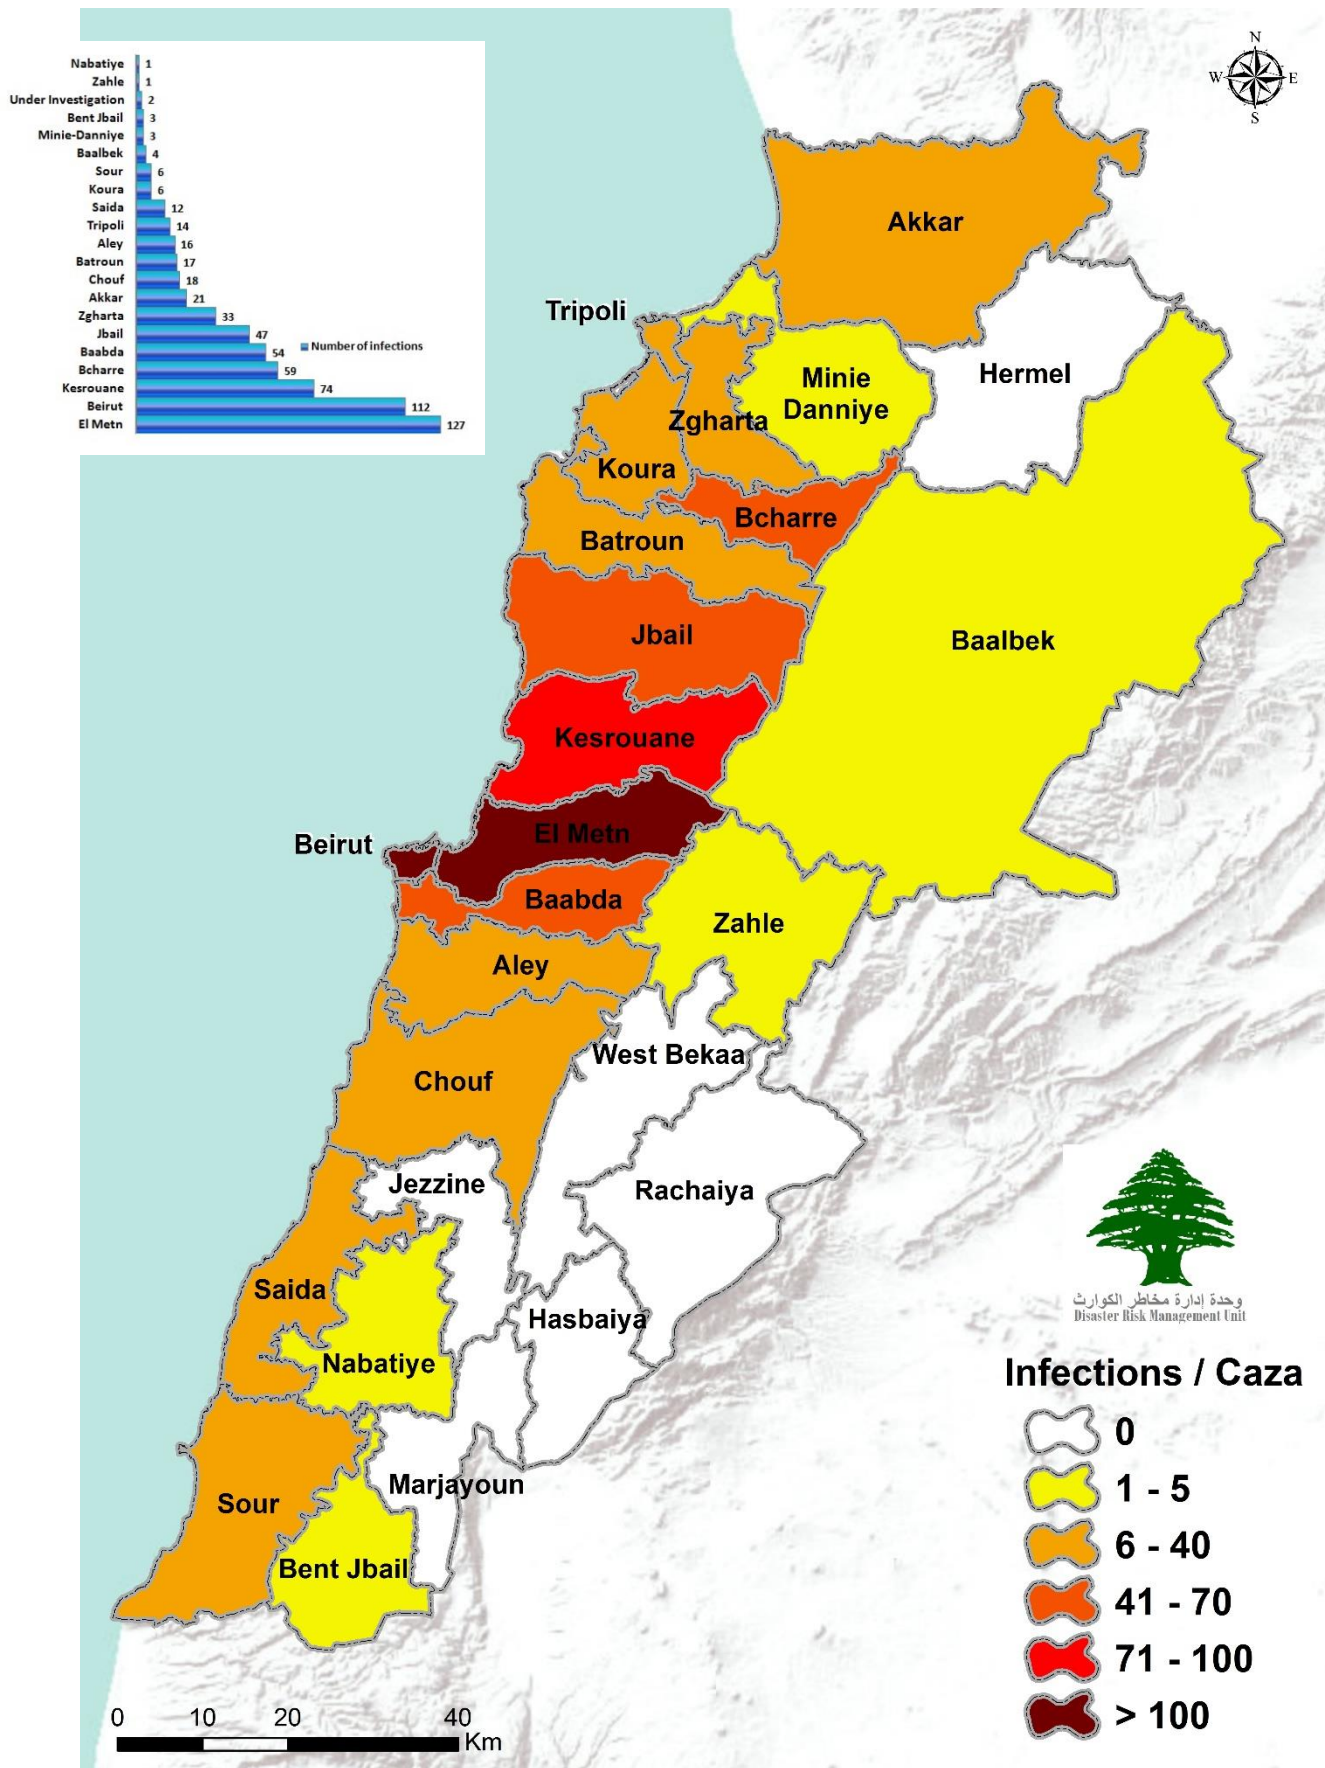 Nabatiye 1
Zahle 1
Under Investigation 2
Bent Jbail 3
Minie-Danniye 3
Baalbek 4
Sour 6
Koura 6
Saida 12
Tripoli 14
Aley 16
Batroun 17
Chouf 18
Akkar 21
Zgharta 33
Jbail 47
Baabda 54
Bcharre 59
Kesrouane 74
Beirut 112
El Metn 127
Number of infections
N
W E
S
Akkar
Tripoli
Hermel
Minie
Danniye
Zgharta
Koura
Bcharre
Batroun
Jbail
Baalbek
Kesrouane
El Metn
Beirut
Baabda
Zahle
Aley
West Bekaa
Chouf
Jezzine
Rachaiya
Saida
Hasbaiya
Nabatiye
Marjayoun
Sour
Bent Jbail
وحدة إدارة مخاطر الكوارث
Disaster Risk Management Unit
Infections / Caza
0
1 - 5
6 - 40
41 - 70
71 - 100
> 100
0 10 20 40
Km